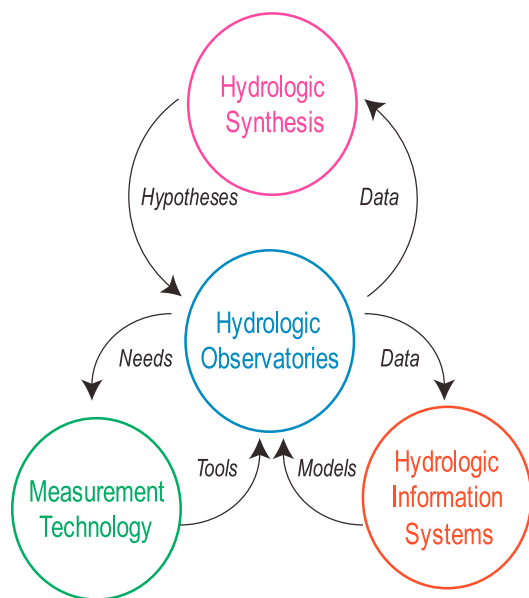 Hydrologic
Synthesis
Hypotheses
Data
Hydrologic
Observatories
Needs
Data
Tools
Models
Measurement
Technology
Hydrologic
Information
Systems